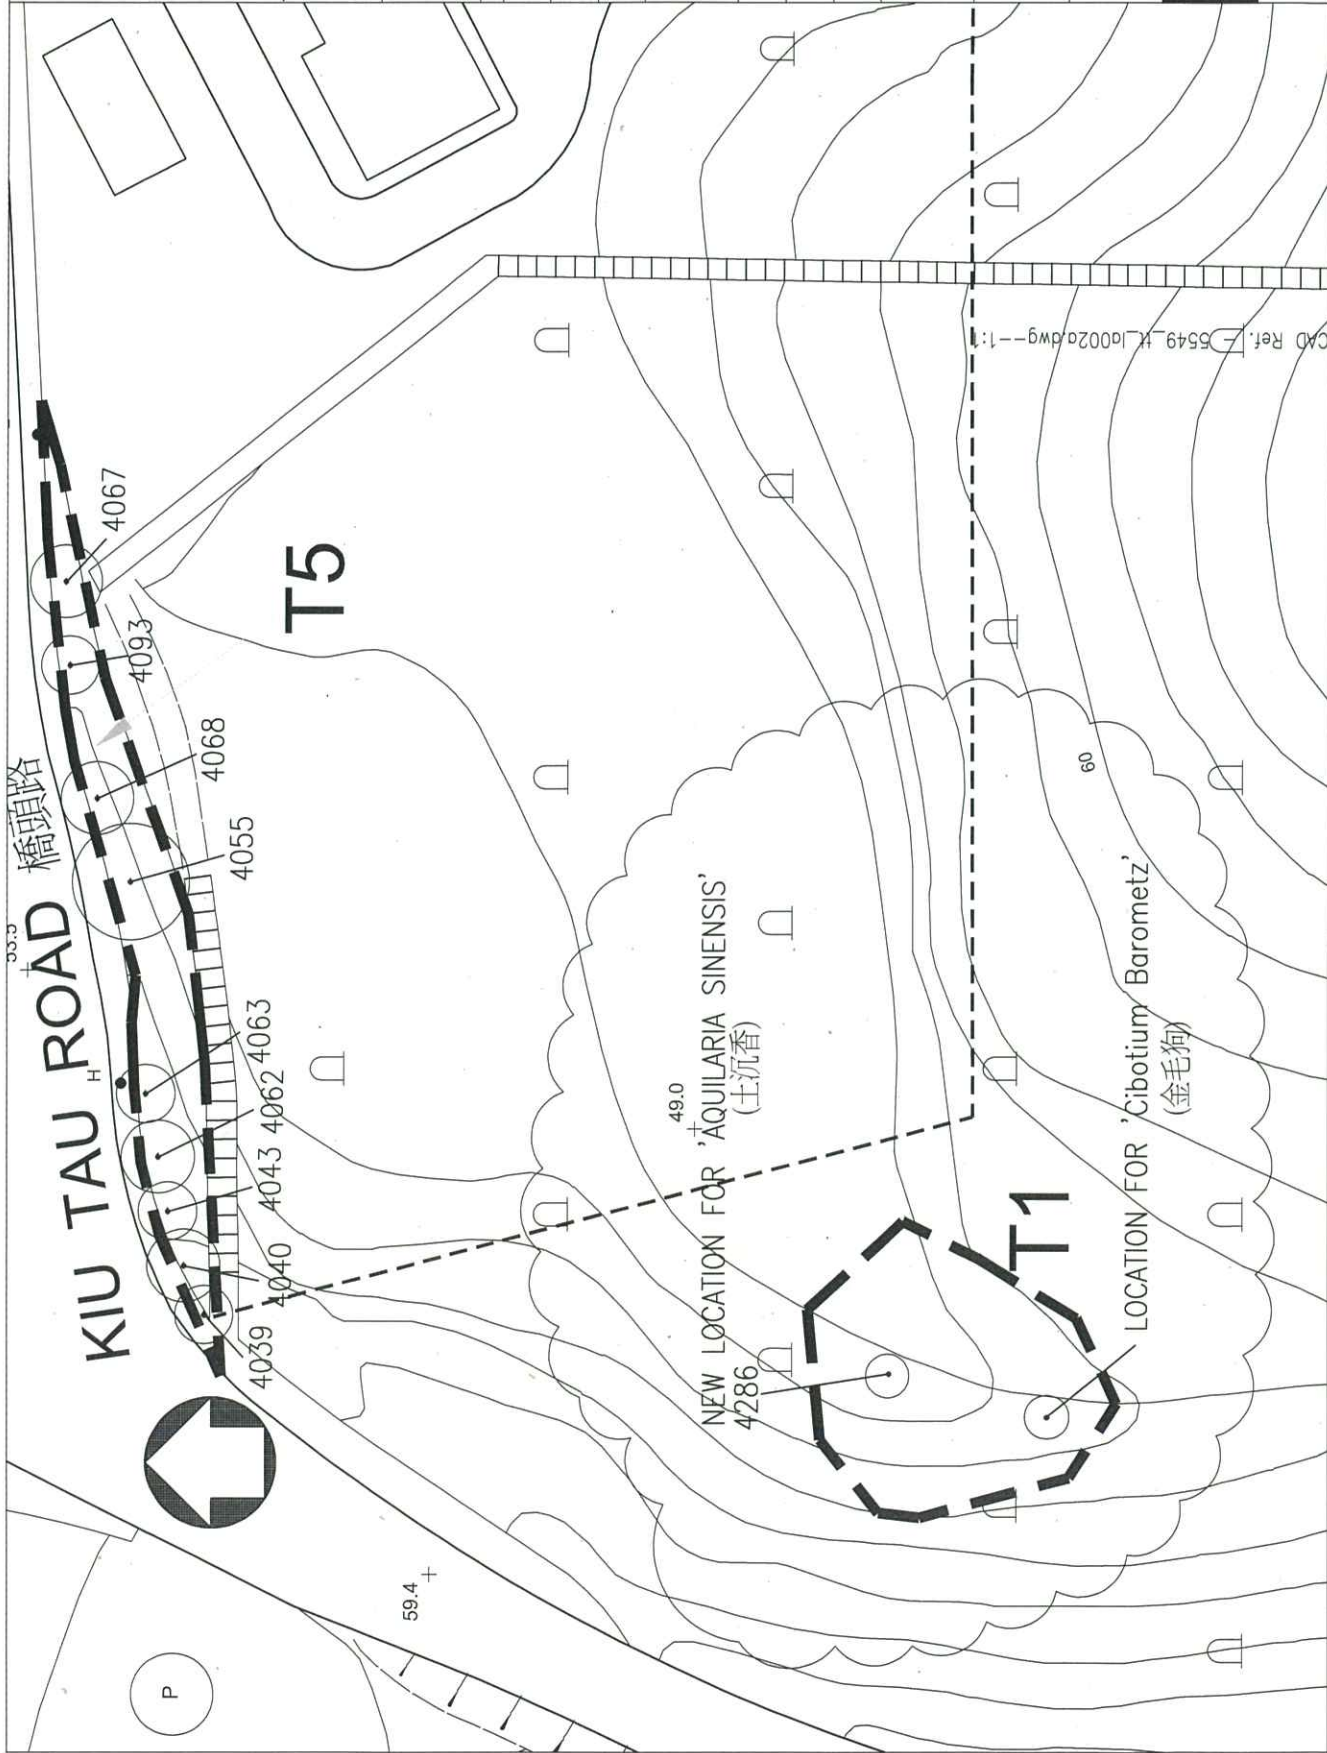 KIU TAU ROAD 橋頭路
53.5
H
4067
4093
4068
4055
4063
4062
4043
4040
4039
T5
59.4
P
49.0
NEW LOCATION FOR 'AQUILARIA SINENSIS'
(土沉香)
4286
T1
LOCATION FOR 'Cibotium Barometz'
(金毛狗)
60
CAD Ref. - 5549_tt_la002a.dwg--1:1